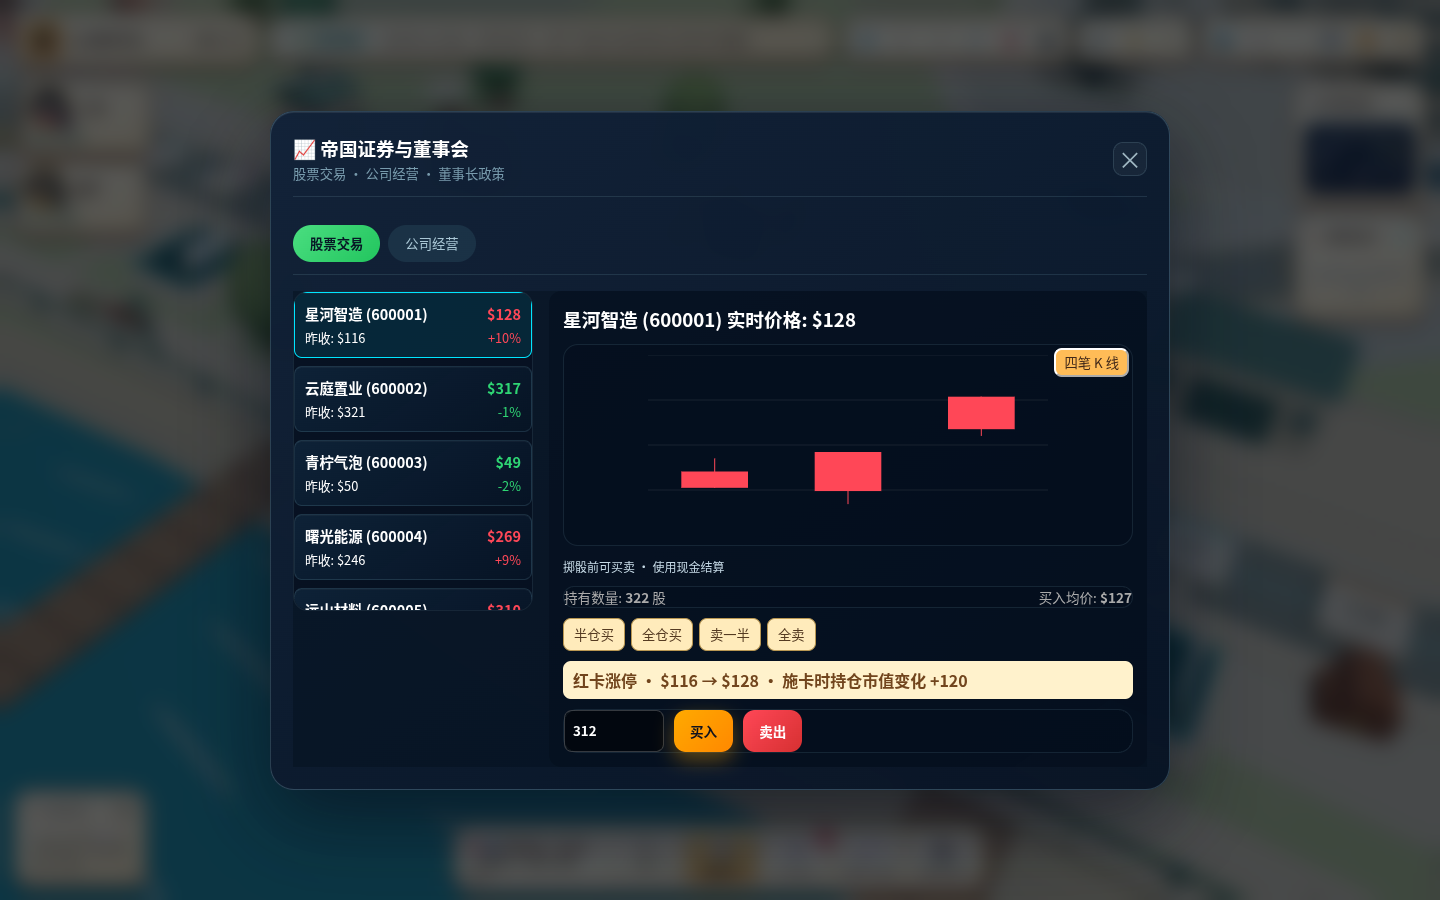 📈 帝国证券与董事会
股票交易 · 公司经营 · 董事长政策
股票交易
公司经营
星河智造 (600001) $128
昨收: $116 +10%
云庭置业 (600002) $317
昨收: $321 -1%
青柠气泡 (600003) $49
昨收: $50 -2%
曙光能源 (600004) $269
昨收: $246 +9%
远山材料 (600005) $310
星河智造 (600001) 实时价格: $128
四笔 K 线
掷骰前可买卖 · 使用现金结算
持有数量: 322 股 买入均价: $127
半仓买 全仓买 卖一半 全卖
红卡涨停 · $116 → $128 · 施卡时持仓市值变化 +120
312 买入 卖出